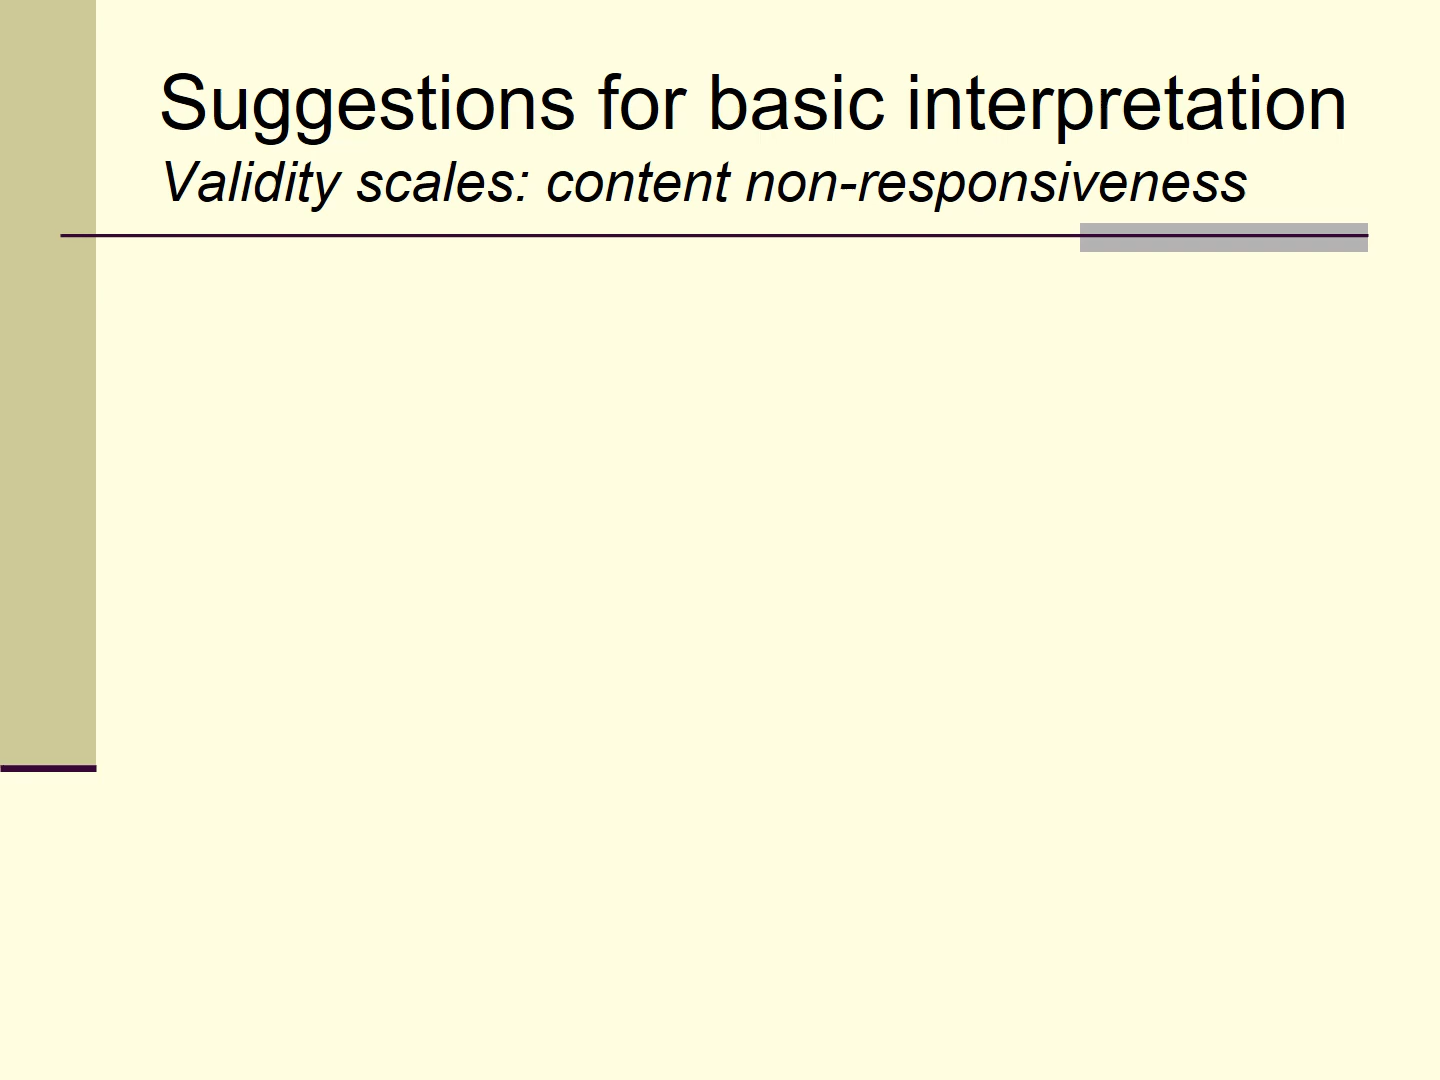 Suggestions for basic interpretation
Validity scales: content non-responsiveness